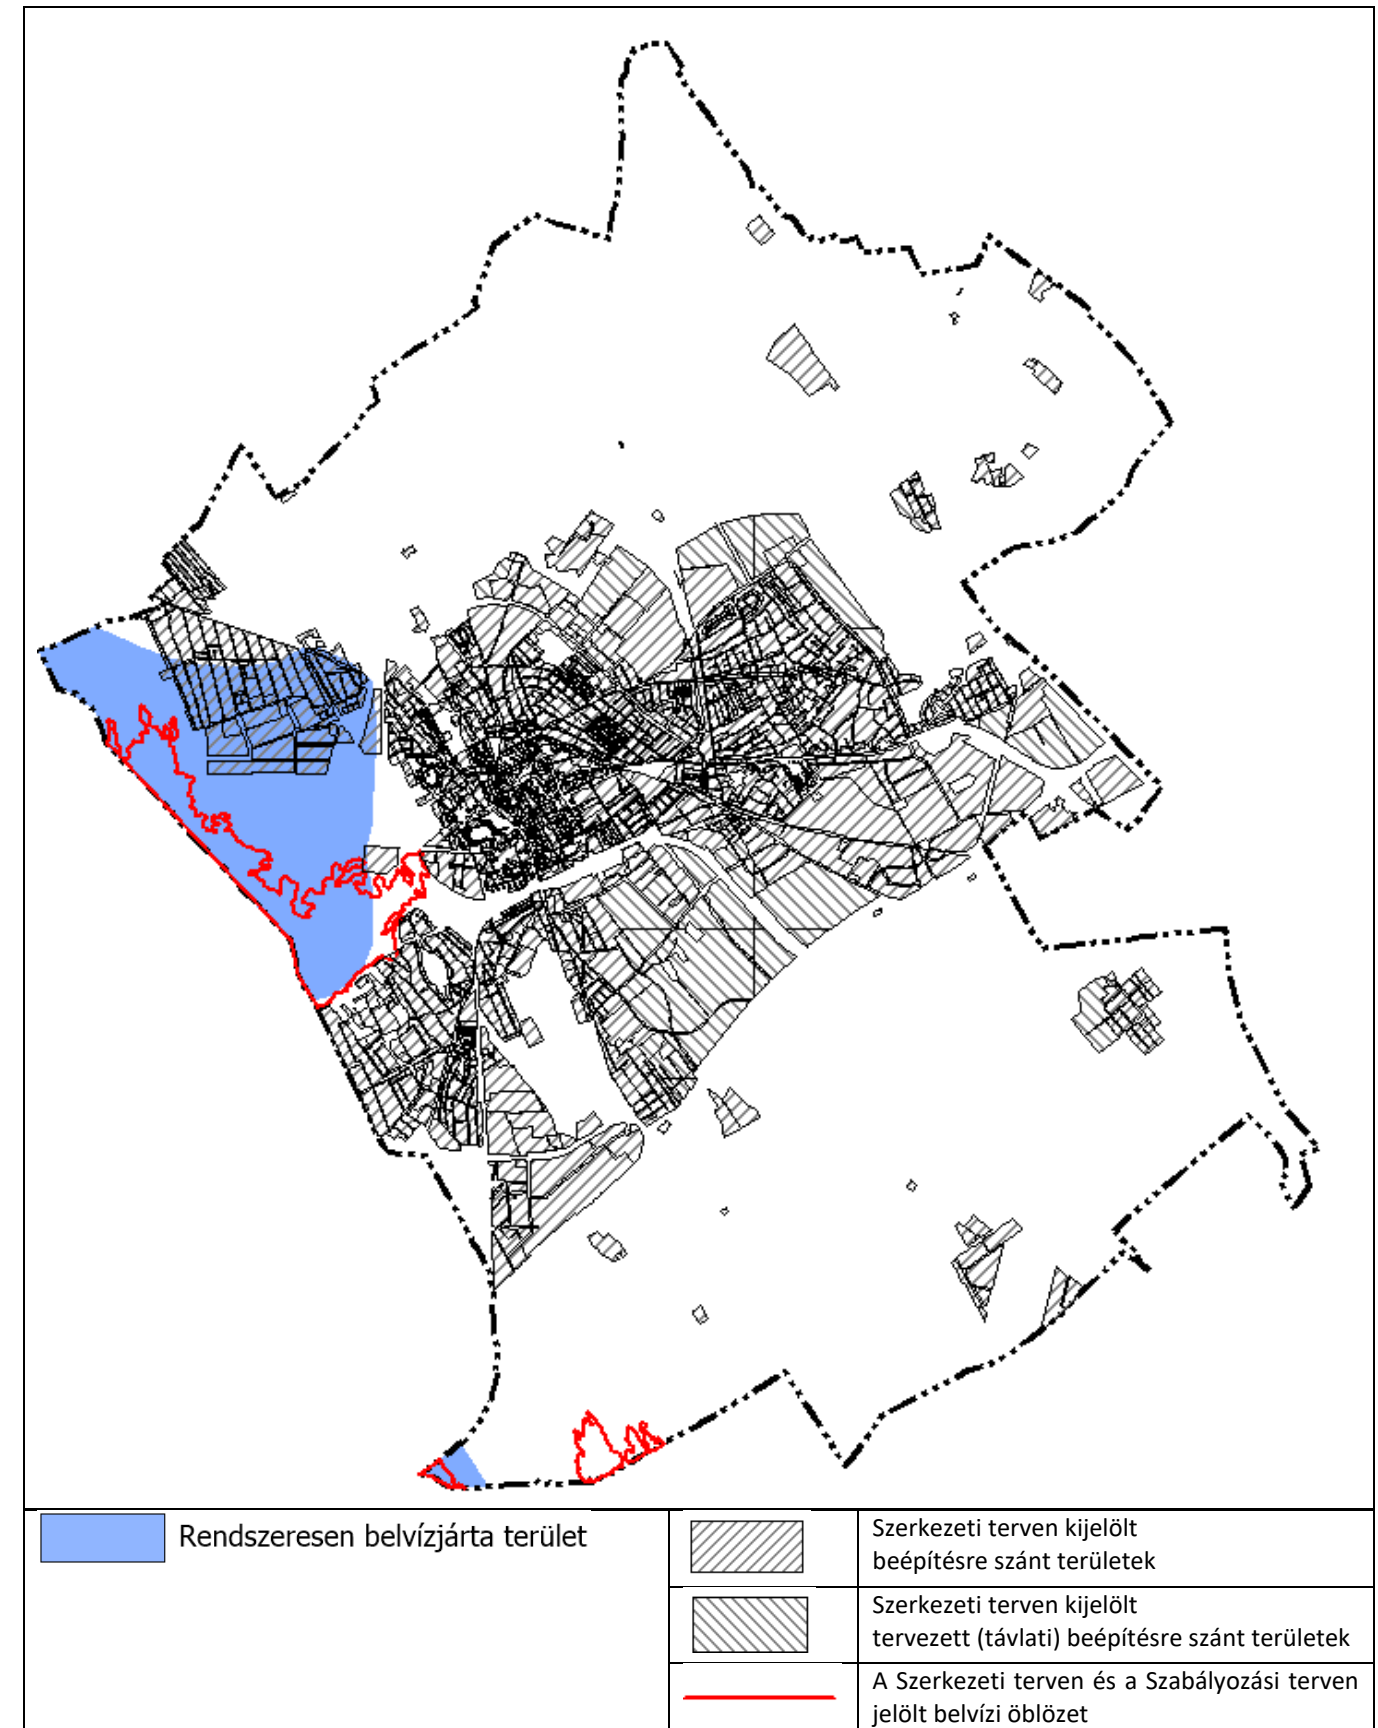 Rendszeresen belvízjárta terület
Szerkezeti terven kijelölt
beépítésre szánt területek
Szerkezeti terven kijelölt
tervezett (távlati) beépítésre szánt területek
A Szerkezeti terven és a Szabályozási terven
jelölt belvízi öblözet